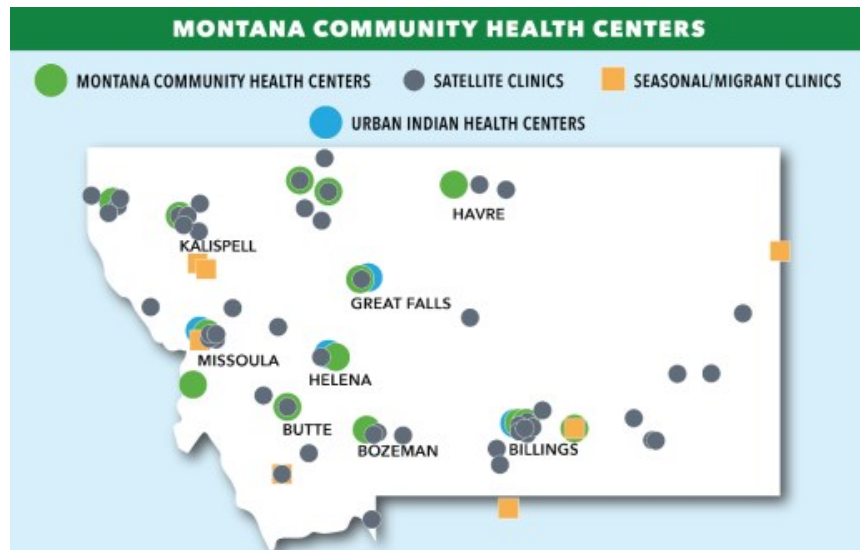 MONTANA COMMUNITY HEALTH CENTERS
MONTANA COMMUNITY HEALTH CENTERS
SATELLITE CLINICS
SEASONAL/MIGRANT CLINICS
URBAN INDIAN HEALTH CENTERS
HAVRE
KALISPELL
GREAT FALLS
MISSOULA
HELENA
BUTTE
BOZEMAN
BILLINGS